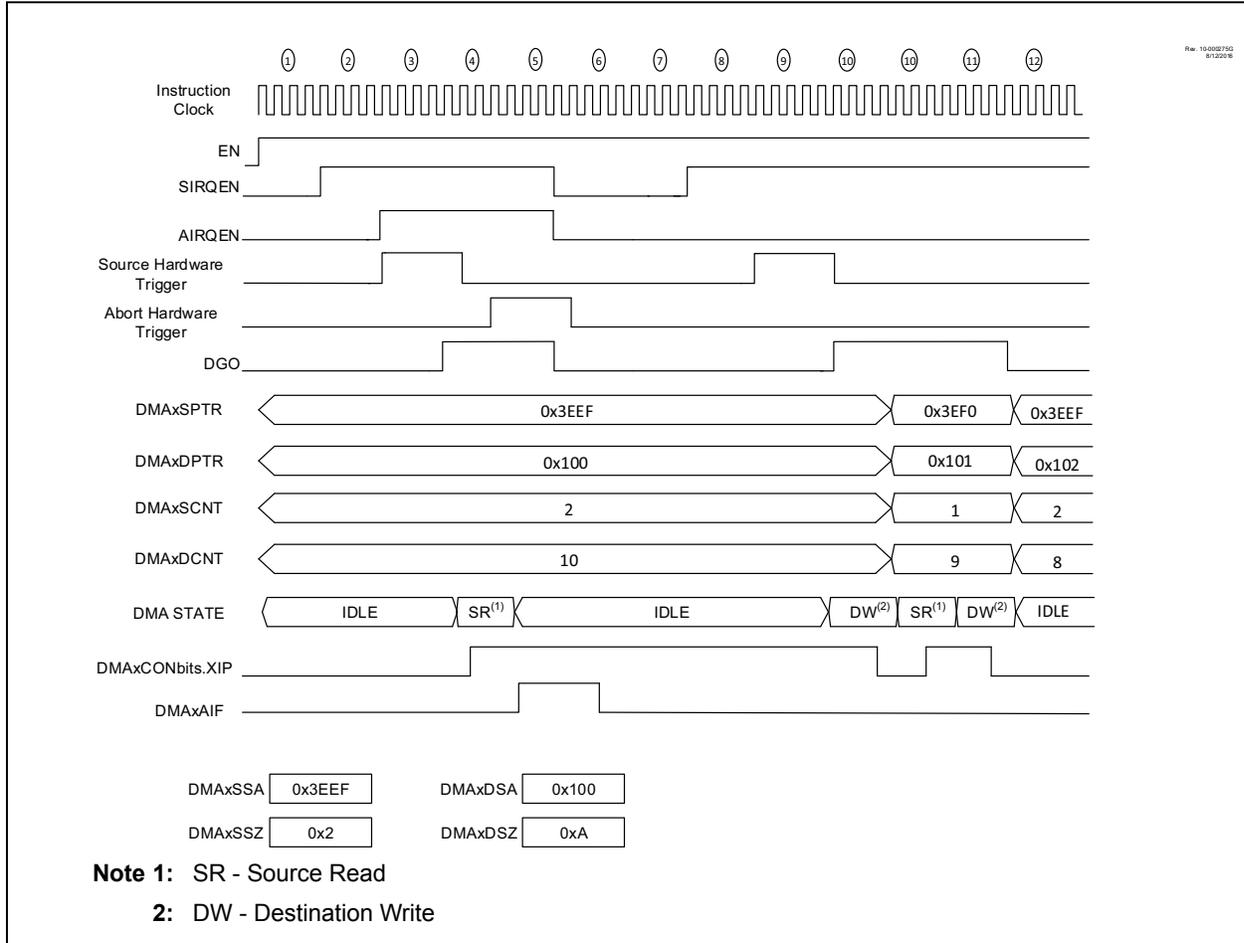 Rev. 10-000275G
8/12/2016
1 2 3 4 5 6 7 8 9 10 10 11 12
Instruction
Clock
EN
SIRQEN
AIRQEN
Source Hardware
Trigger
Abort Hardware
Trigger
DGO
DMAxSPTR 0x3EEF 0x3EF0 0x3EEF
DMAxDPTR 0x100 0x101 0x102
DMAxSCNT 2 1 2
DMAxDCNT 10 9 8
DMA STATE IDLE SR(1) IDLE DW(2) SR(1) DW(2) IDLE
DMAxCONbits.XIP
DMAxAIF
DMAxSSA 0x3EEF DMAxDSA 0x100
DMAxSSZ 0x2 DMAxDSZ 0xA
Note 1: SR - Source Read
2: DW - Destination Write